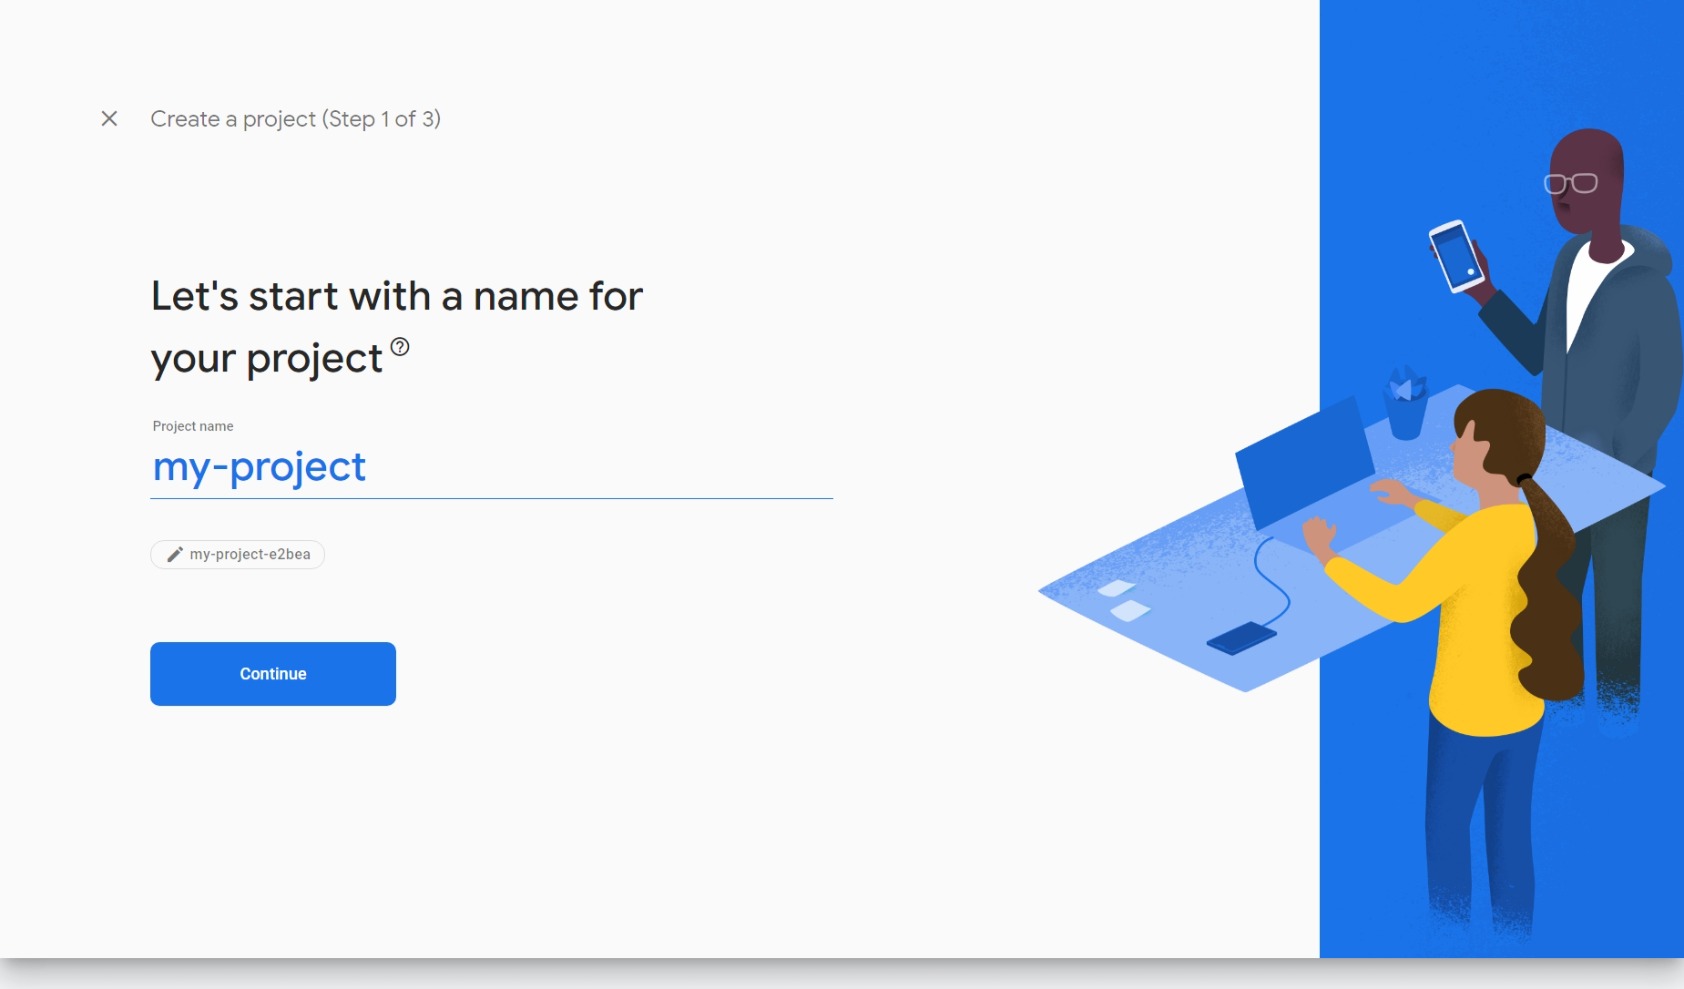 Create a project (Step 1 of 3)
Let's start with a name for
your project
Project name
my-project
my-project-e2bea
Continue